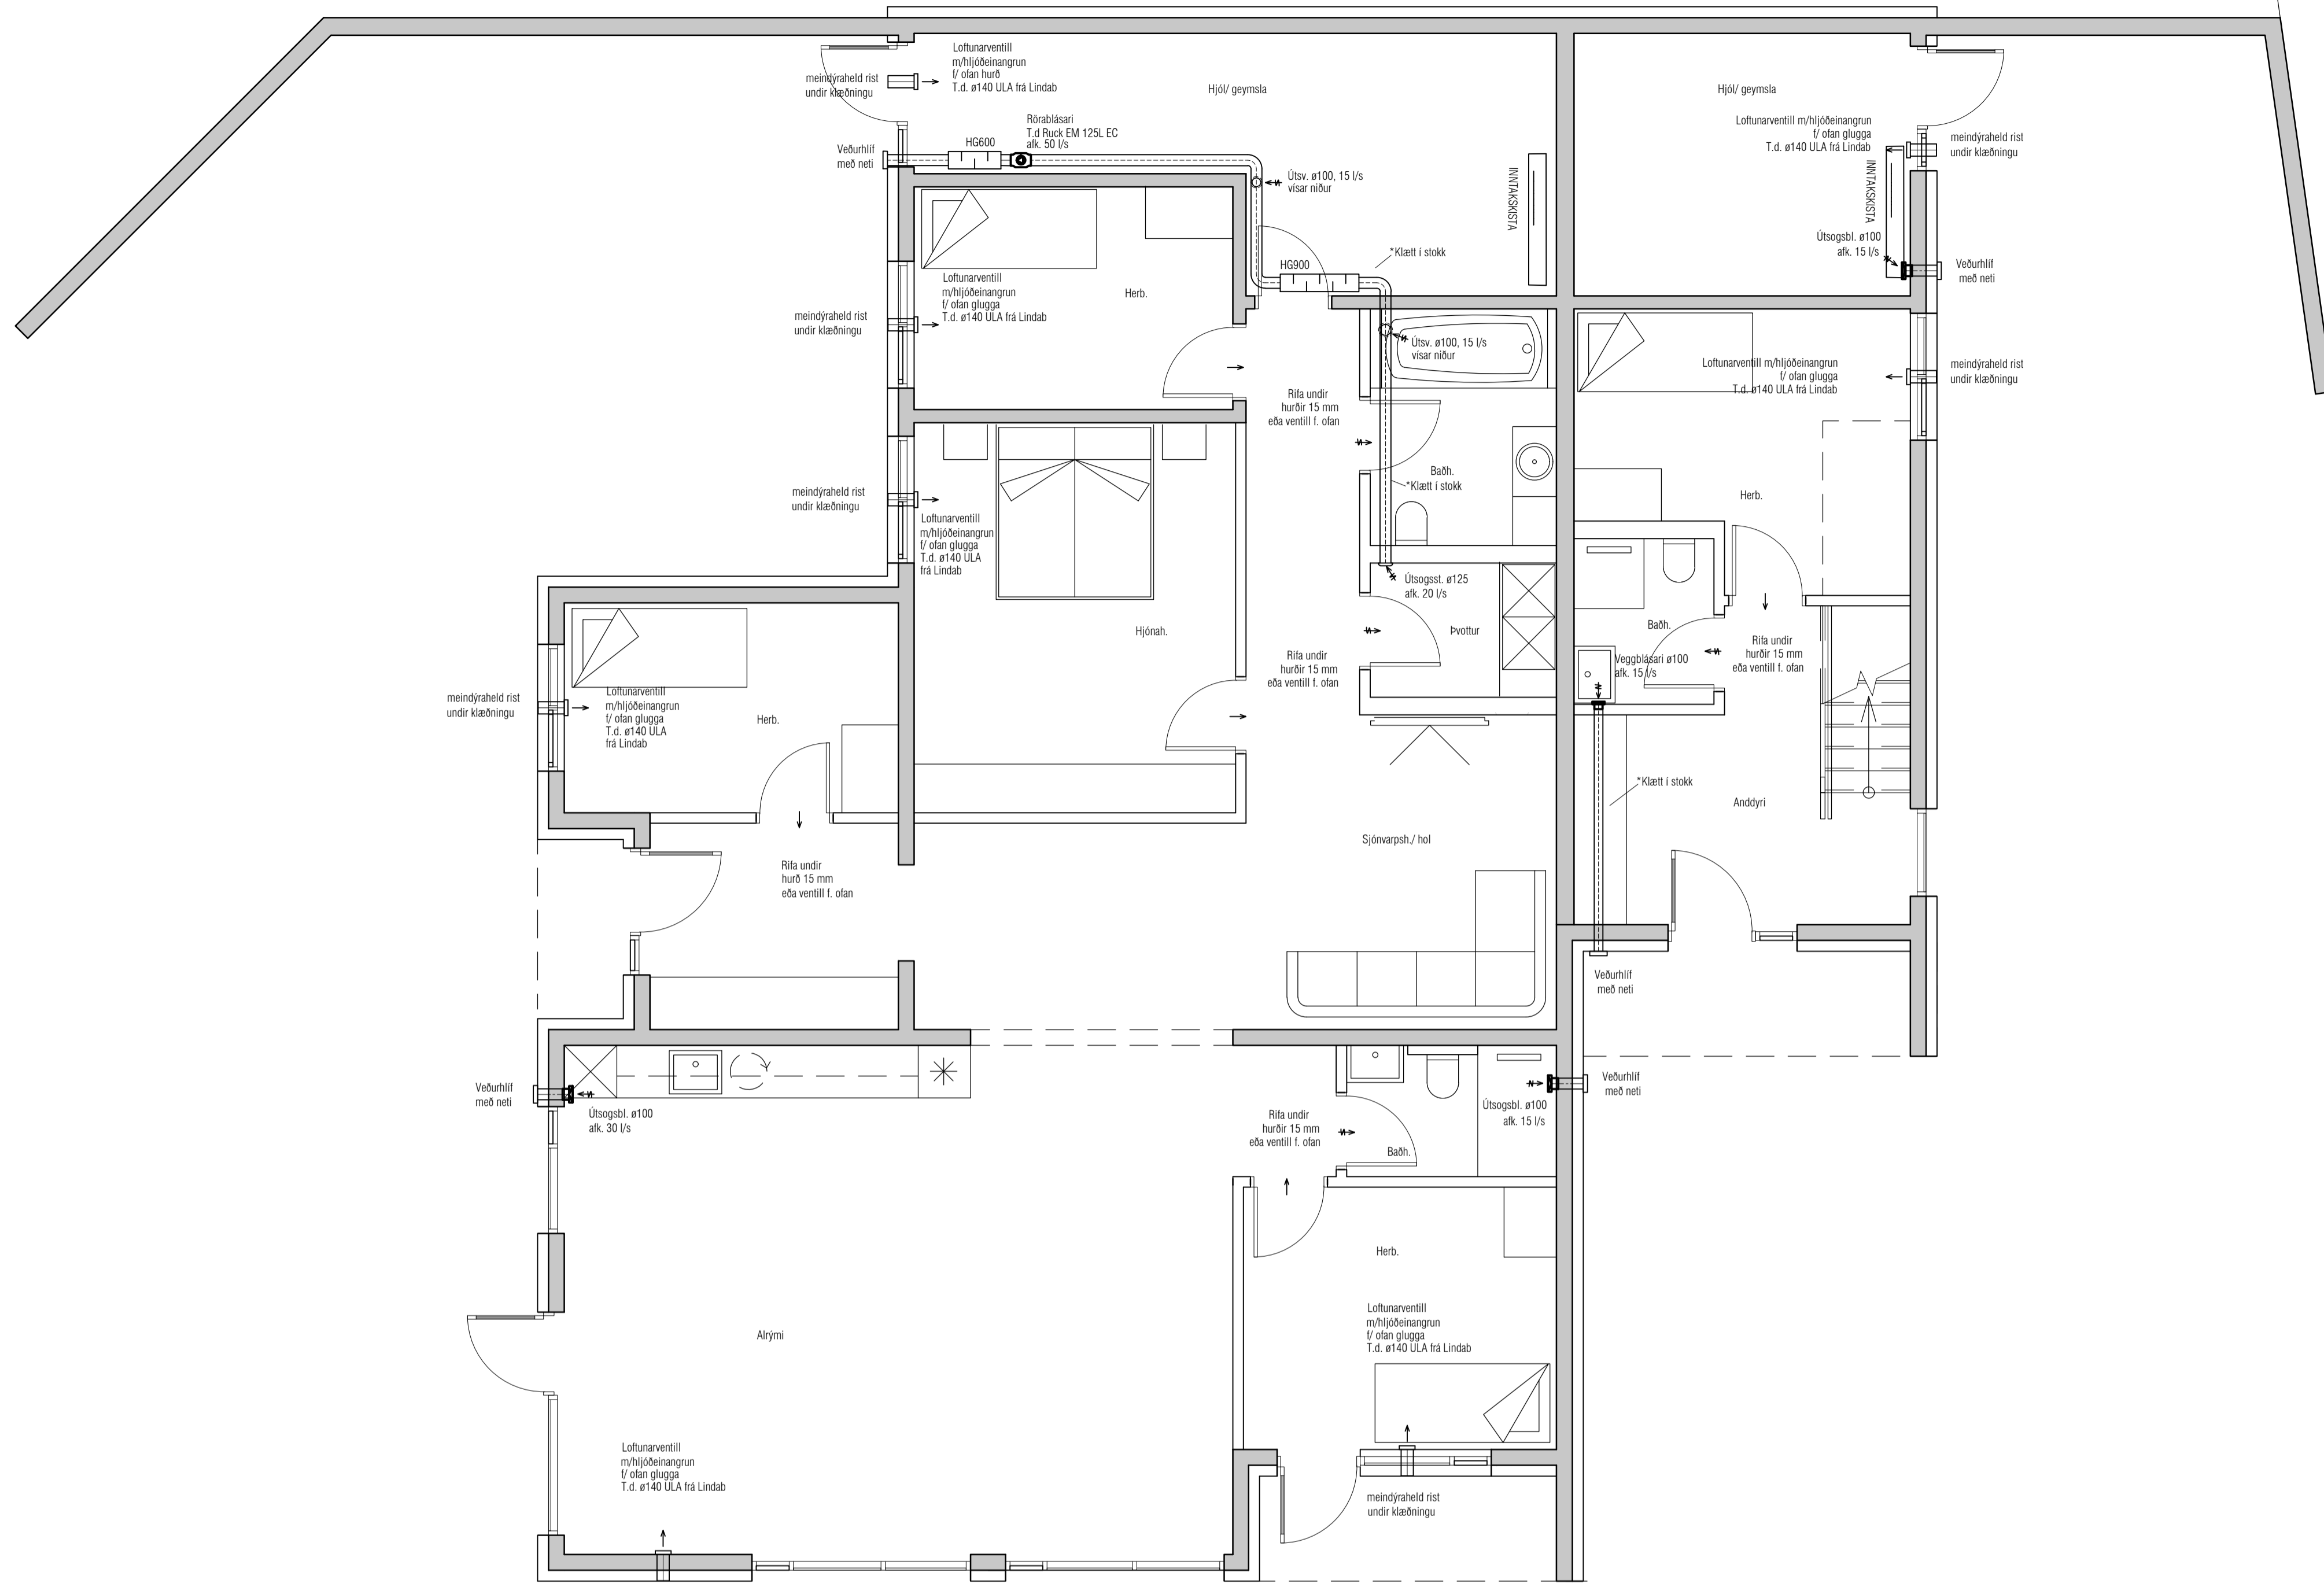 Loftunarventill
m/hljóðeinangrun
f/ ofan hurð
T.d. ø140 ULA frá Lindab
meindýraheld rist
undir klæðningu
Hjól/ geymsla
Hjól/ geymsla
Loftunarventill m/hljóðeinangrun
f/ ofan glugga
T.d. ø140 ULA frá Lindab
meindýraheld rist
undir klæðningu
Rörablásari
T.d Ruck EM 125L EC
afk. 50 l/s
HG600
Veðurhlíf
með neti
Útsv. ø100, 15 l/s
vísar niður
INNTAKSKISTA
INNTAKSKISTA
Útsogsbl. ø100
afk. 15 l/s
Veðurhlíf
með neti
*Klætt í stokk
HG900
Loftunarventill
m/hljóðeinangrun
f/ ofan glugga
T.d. ø140 ULA frá Lindab
Herb.
meindýraheld rist
undir klæðningu
Útsv. ø100, 15 l/s
vísar niður
Loftunarventill m/hljóðeinangrun
f/ ofan glugga
T.d. ø140 ULA frá Lindab
meindýraheld rist
undir klæðningu
Rifa undir
hurðir 15 mm
eða ventill f. ofan
Baðh.
*Klætt í stokk
Herb.
meindýraheld rist
undir klæðningu
Loftunarventill
m/hljóðeinangrun
f/ ofan glugga
T.d. ø140 ULA
frá Lindab
Útsogsst. ø125
afk. 20 l/s
Hjónah.
Þvottur
Baðh.
Rifa undir
hurðir 15 mm
eða ventill f. ofan
Rifa undir
hurðir 15 mm
eða ventill f. ofan
Veggblásari ø100
afk. 15 l/s
meindýraheld rist
undir klæðningu
Loftunarventill
m/hljóðeinangrun
f/ ofan glugga
T.d. ø140 ULA
frá Lindab
Herb.
*Klætt í stokk
Anddyri
Sjónvarpsh./ hol
Rifa undir
hurð 15 mm
eða ventill f. ofan
Veðurhlíf
með neti
Veðurhlíf
með neti
Útsogsbl. ø100
afk. 30 l/s
Rifa undir
hurðir 15 mm
eða ventill f. ofan
Baðh.
Útsogsbl. ø100
afk. 15 l/s
Veðurhlíf
með neti
Herb.
Loftunarventill
m/hljóðeinangrun
f/ ofan glugga
T.d. ø140 ULA frá Lindab
Alrými
Loftunarventill
m/hljóðeinangrun
f/ ofan glugga
T.d. ø140 ULA frá Lindab
meindýraheld rist
undir klæðningu